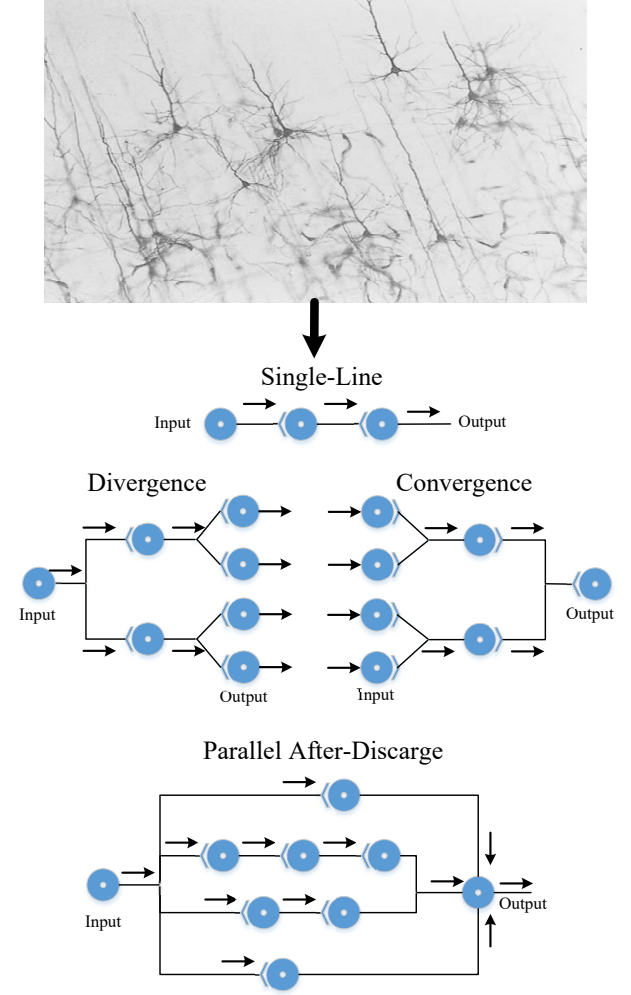 Single-Line
Input
Output
Divergence
Convergence
Input
Output
Output
Input
Parallel After-Discarge
Input
Output